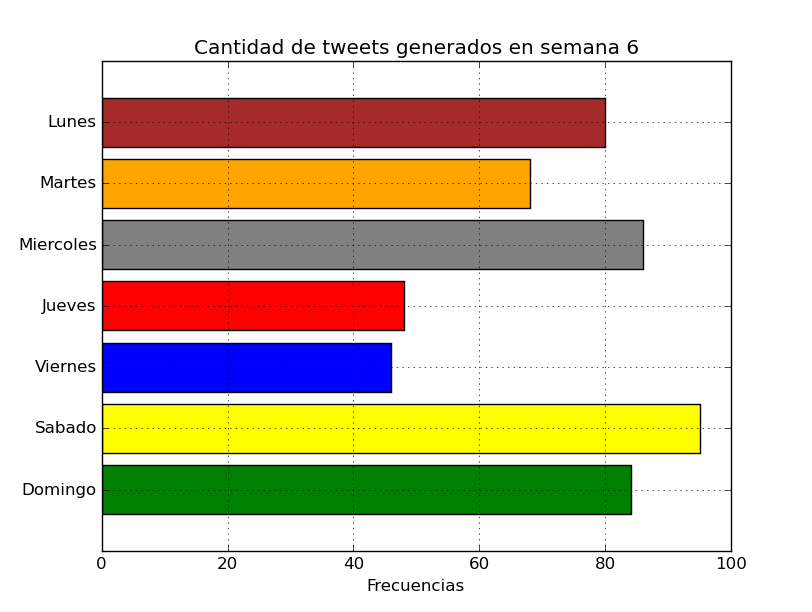 Cantidad de tweets generados en semana 6
Lunes
Martes
Miercoles
Jueves
Viernes
Sabado
Domingo
0 20 40 60 80 100
Frecuencias